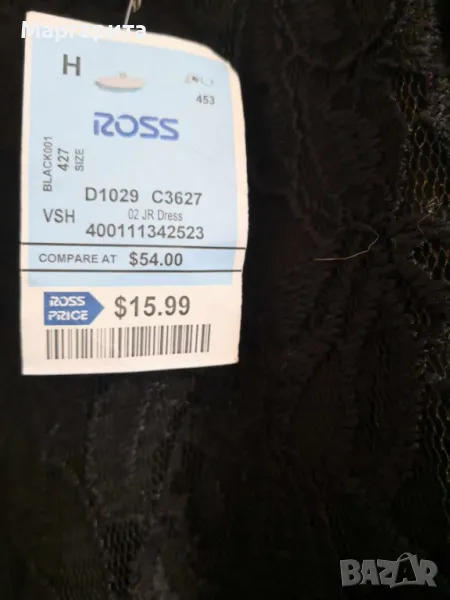 Маргарита
H
453
ROSS
BLACK001
427
SIZE
D1029 C3627
VSH 02 JR Dress
400111342523
COMPARE AT $54.00
ROSS PRICE $15.99
BAZAR